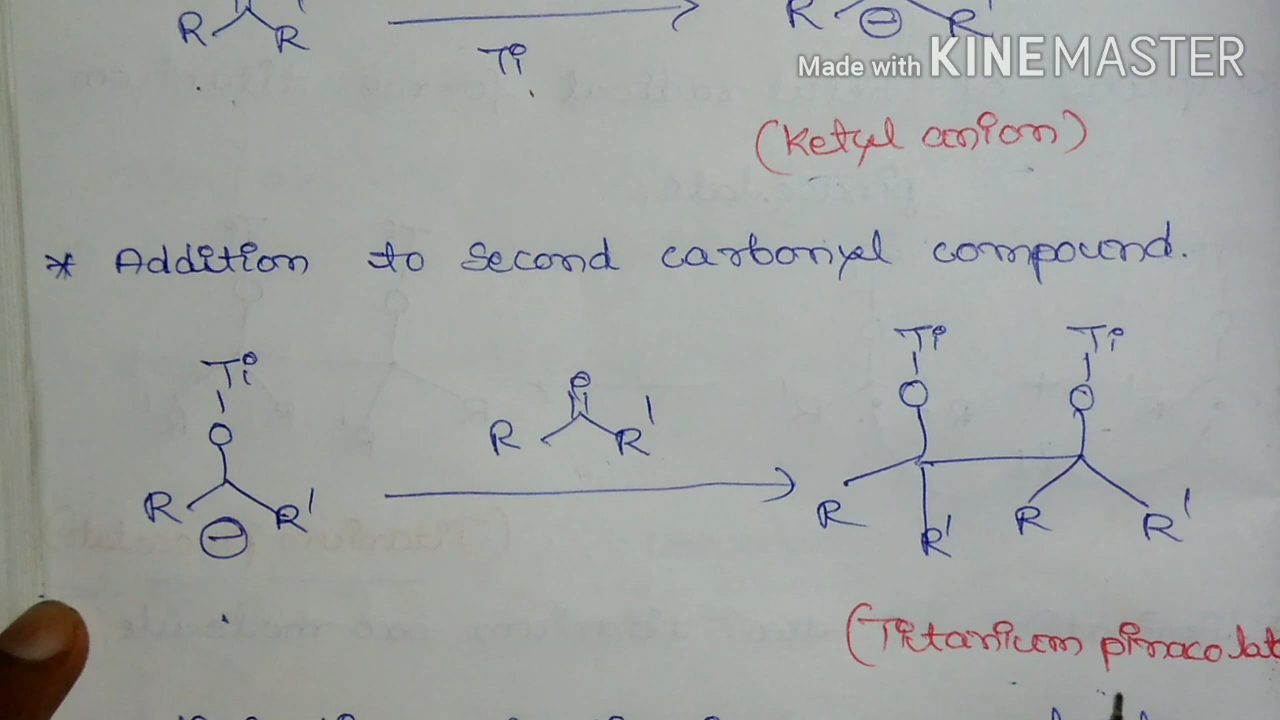 R R'
Ti
R ⊖ R'
Made with KINEMASTER
(Ketyl anion)
* Addition to second carbonyl compound.
Ti
O
R R'
⊖
O
R R'
Ti Ti
O O
R R' R R'
(Titanium pinacolat